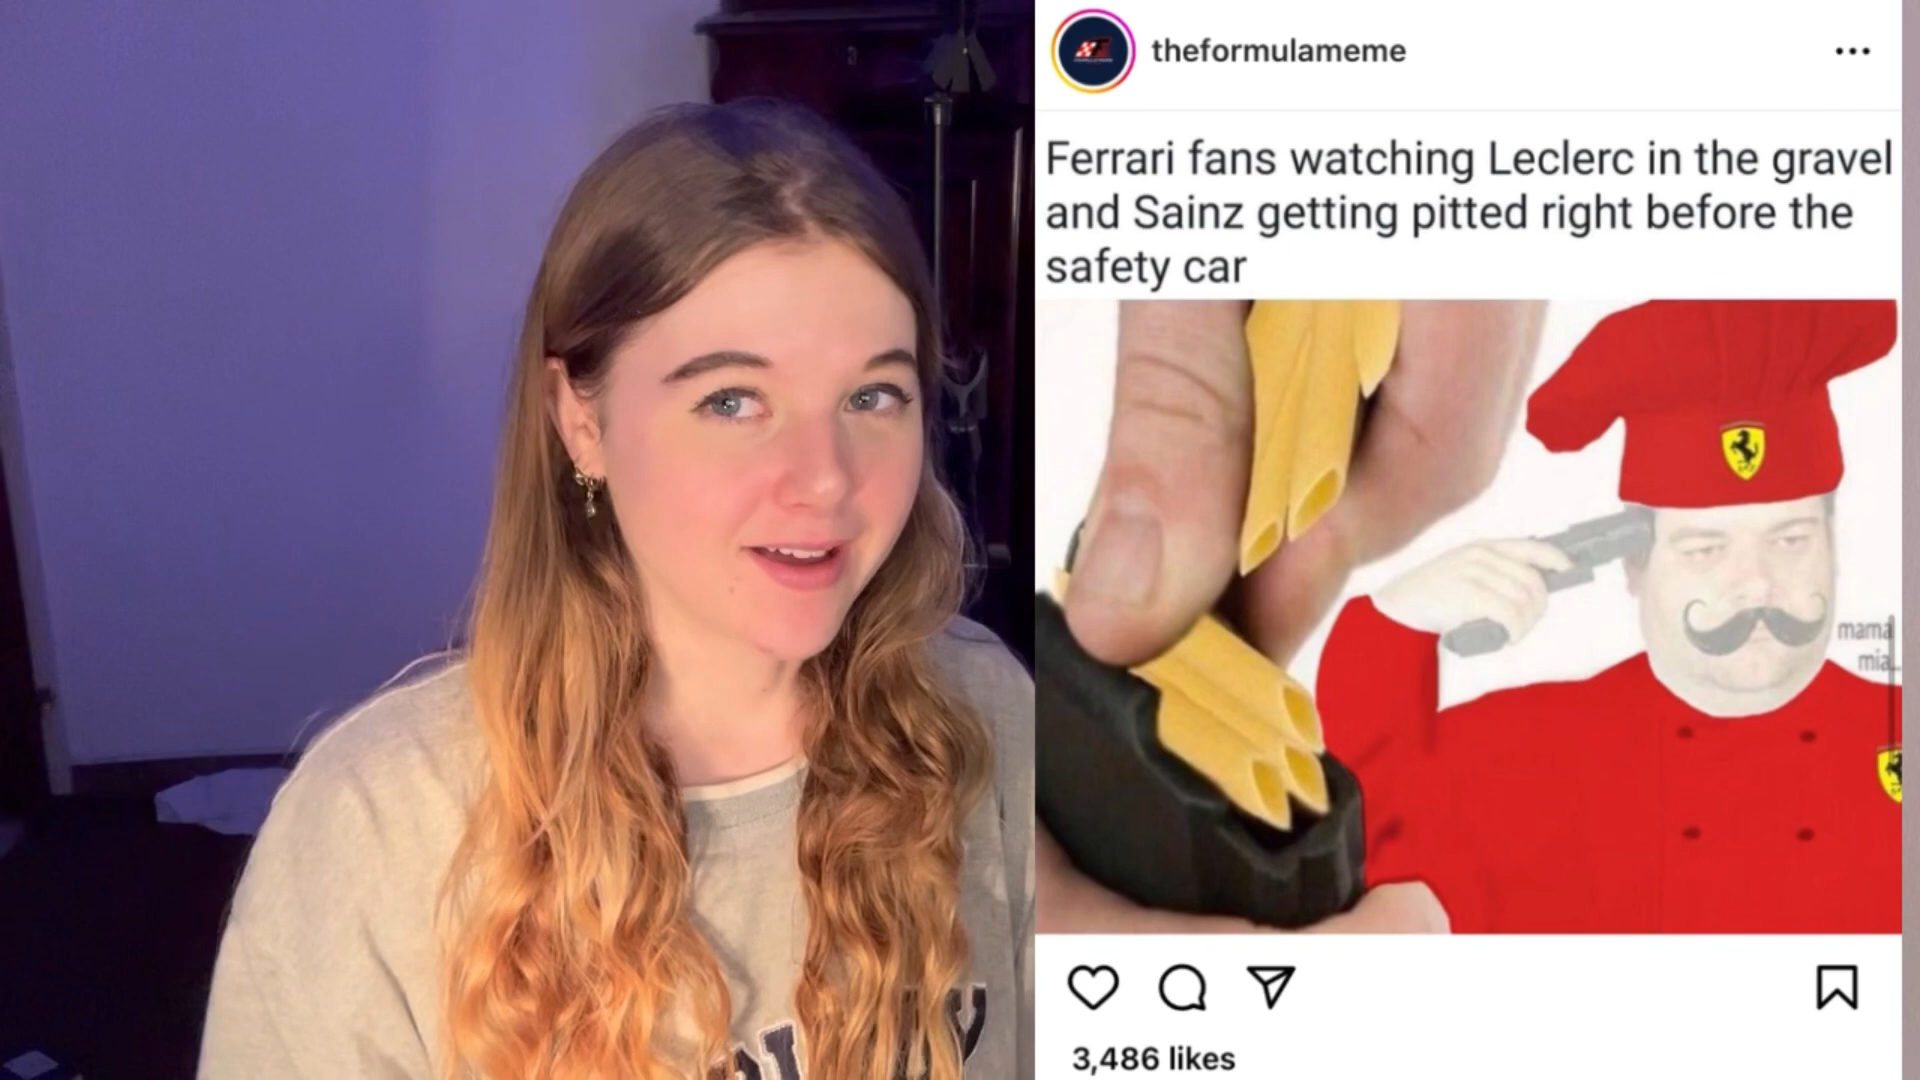 theformulameme
Ferrari fans watching Leclerc in the gravel
and Sainz getting pitted right before the
safety car
mama
mia..
3,486 likes